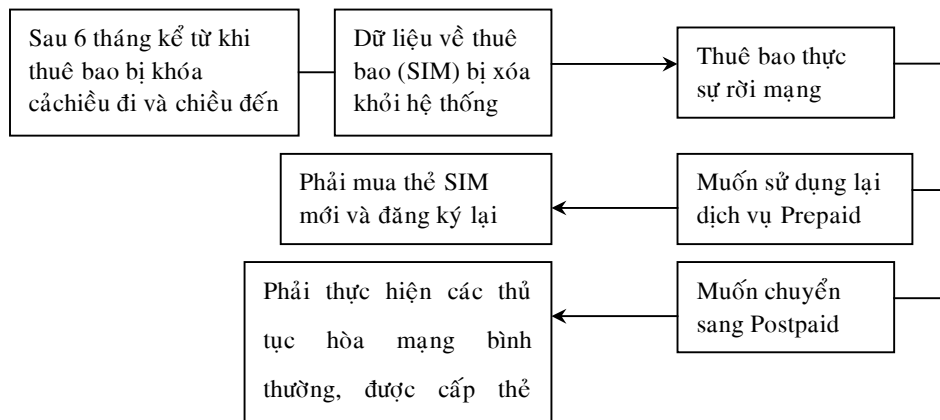 Sau 6 tháng kể từ khi
thuê bao bị khóa
cảchiều đi và chiều đến
Dữ liệu về thuê
bao (SIM) bị xóa
khỏi hệ thống
Thuê bao thực
sự rời mạng
Phải mua thẻ SIM
mới và đăng ký lại
Muốn sử dụng lại
dịch vụ Prepaid
Phải thực hiện các thủ
tục hòa mạng bình
thường, được cấp thẻ
Muốn chuyển
sang Postpaid